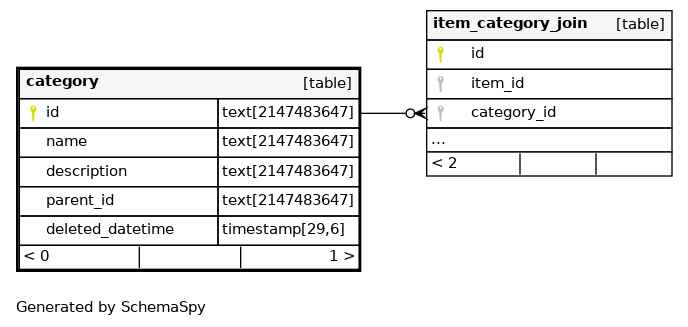 category [table]
id text[2147483647]
name text[2147483647]
description text[2147483647]
parent_id text[2147483647]
deleted_datetime timestamp[29,6]
< 0 1 >
item_category_join [table]
id
item_id
category_id
...
< 2
Generated by SchemaSpy